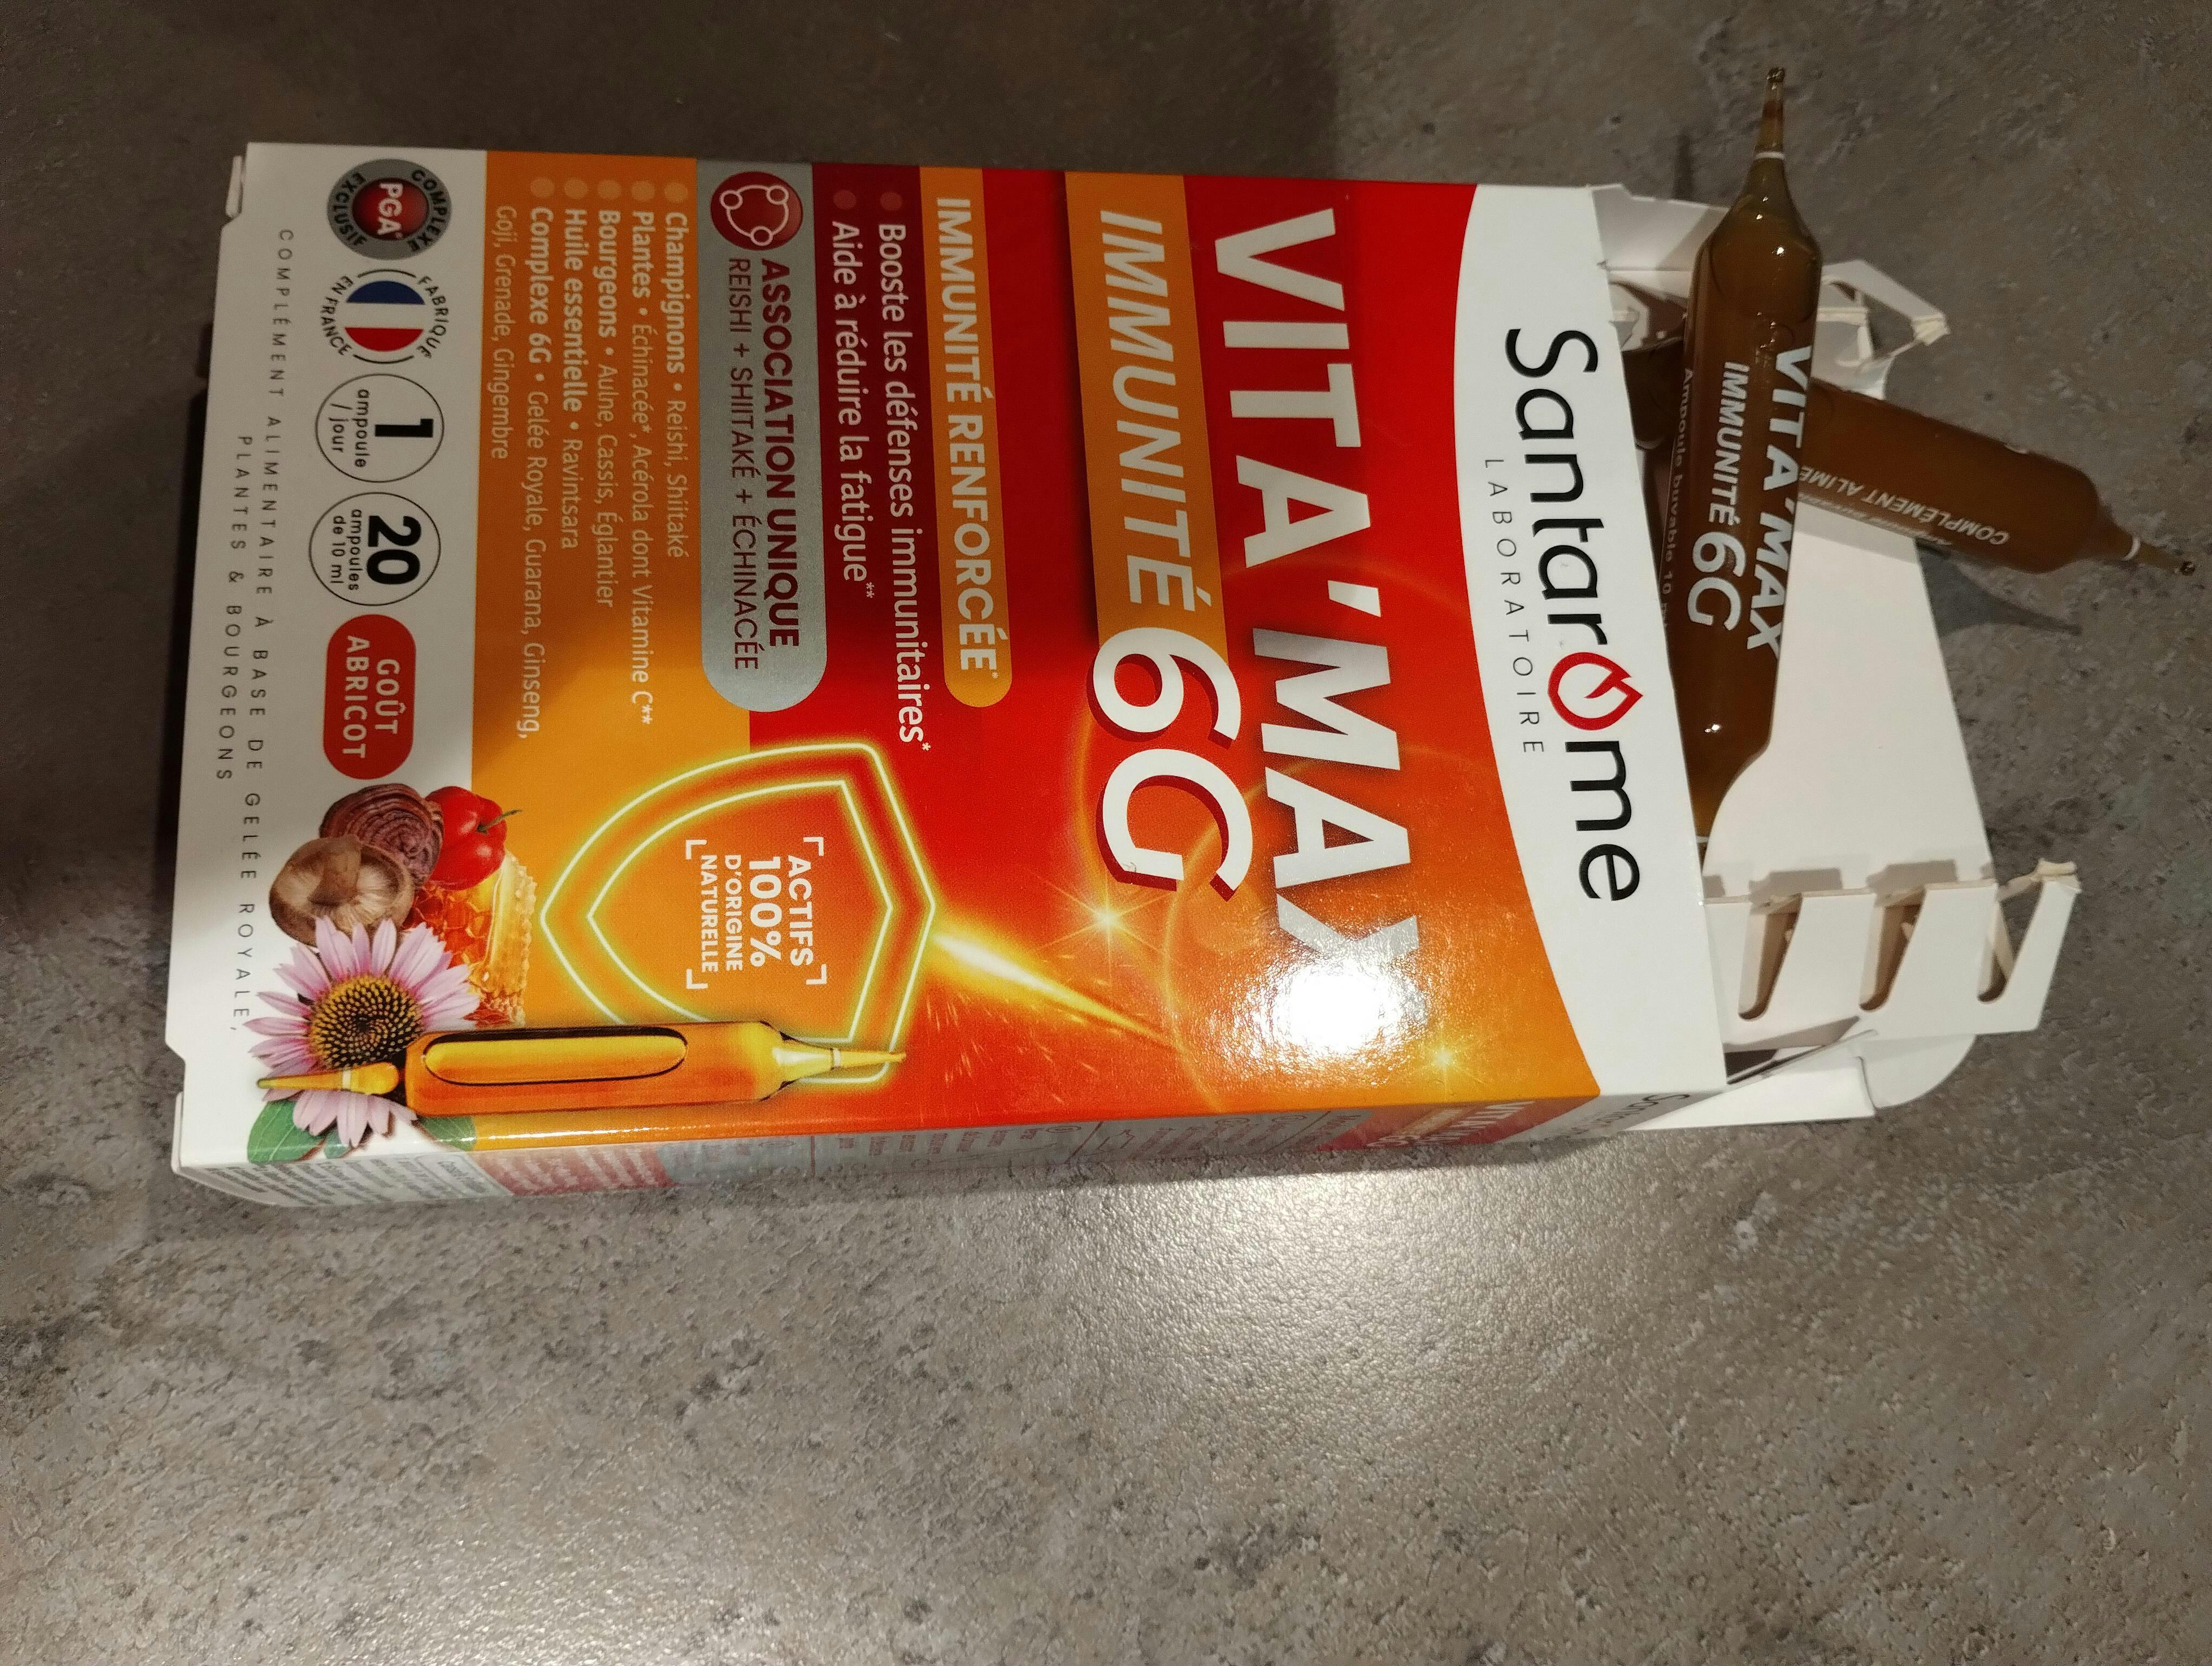 Santarome
LABORATOIRE
VITA'MAX
IMMUNITÉ 6G
IMMUNITÉ RENFORCÉE*
Booste les défenses immunitaires*
Aide à réduire la fatigue**
ASSOCIATION UNIQUE
REISHI + SHIITAKÉ + ÉCHINACÉE
Champignons • Reishi, Shiitaké
Plantes • Échinacée*, Acérola dont Vitamine C**
Bourgeons • Aulne, Cassis, Églantier
Huile essentielle • Ravintsara
Complexe 6G • Gelée Royale, Guarana, Ginseng,
Goji, Grenade, Gingembre
ACTIFS
100%
D'ORIGINE
NATURELLE
COMPLEXE
PGA
EXCLUSIF
FABRIQUÉ
EN FRANCE
1
ampoule
/ jour
20
ampoules
de 10 ml
GOÛT
ABRICOT
COMPLÉMENT ALIMENTAIRE À BASE DE GELÉE ROYALE,
PLANTES & BOURGEONS
VITA'MAX
IMMUNITÉ 6G
Ampoule buvable 10
COMPLÉMENT ALIME